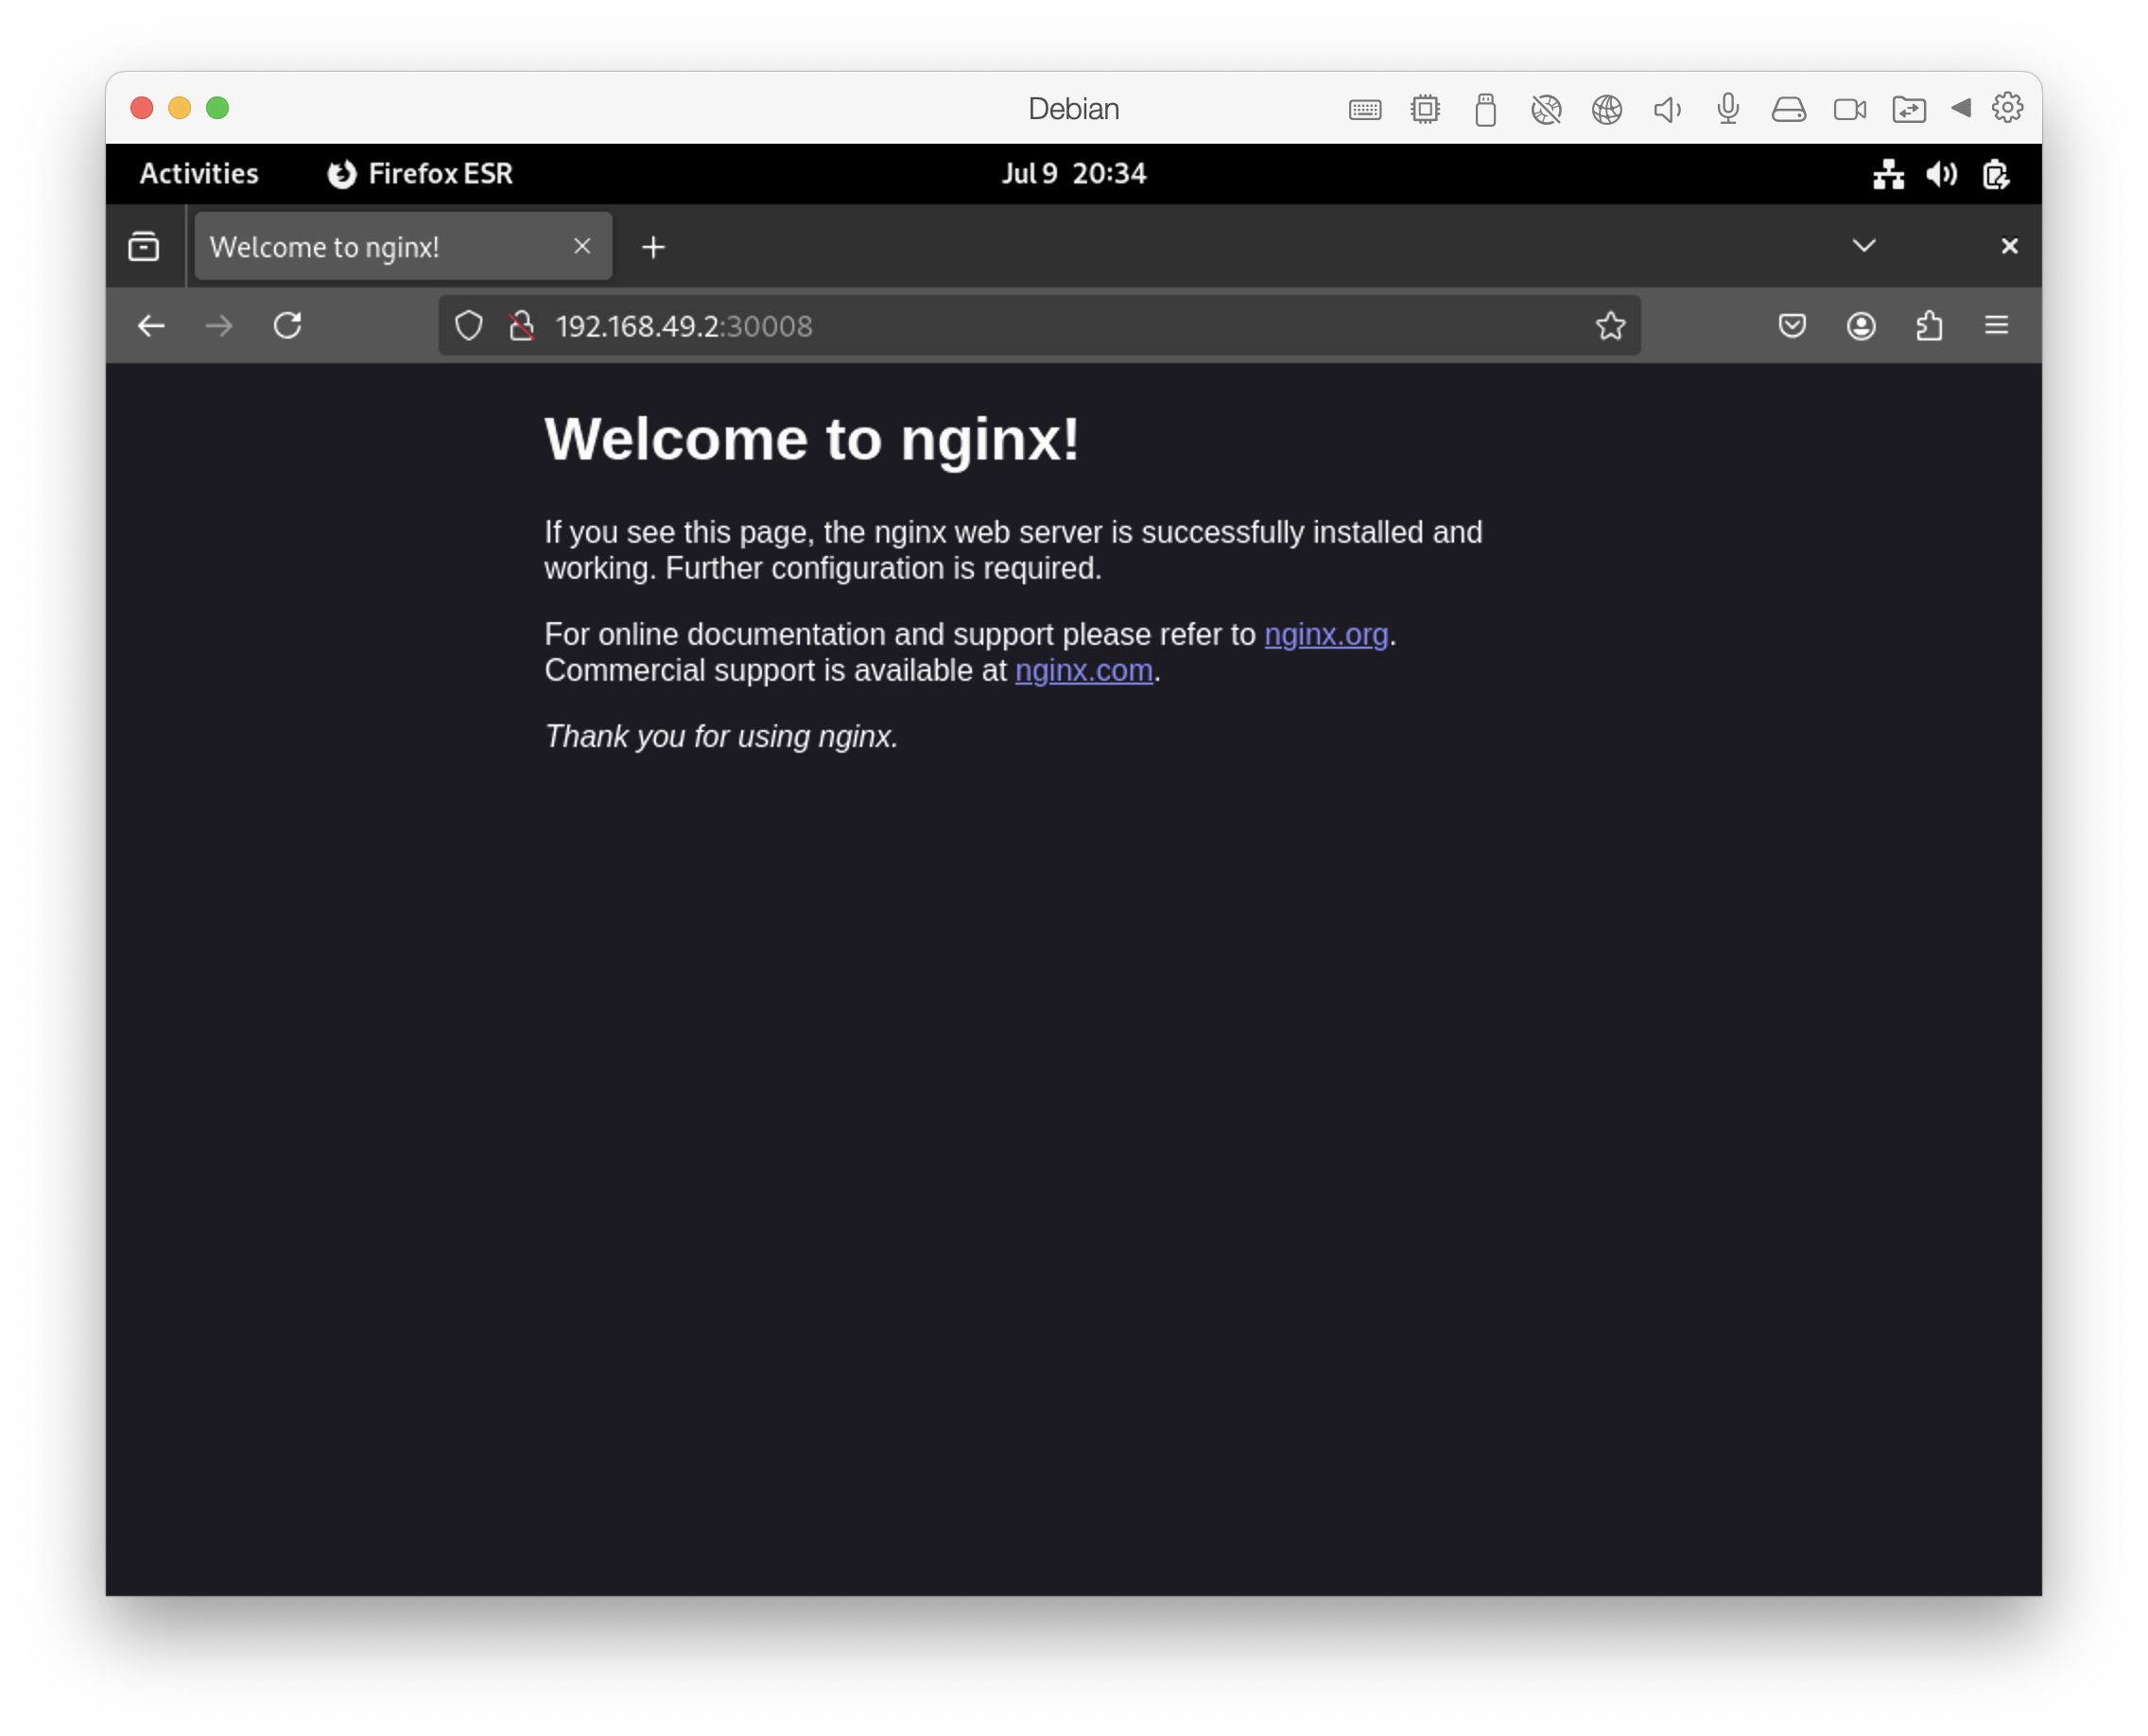 Debian
Activities Firefox ESR Jul 9 20:34
Welcome to nginx!
192.168.49.2:30008
Welcome to nginx!
If you see this page, the nginx web server is successfully installed and
working. Further configuration is required.
For online documentation and support please refer to nginx.org.
Commercial support is available at nginx.com.
Thank you for using nginx.